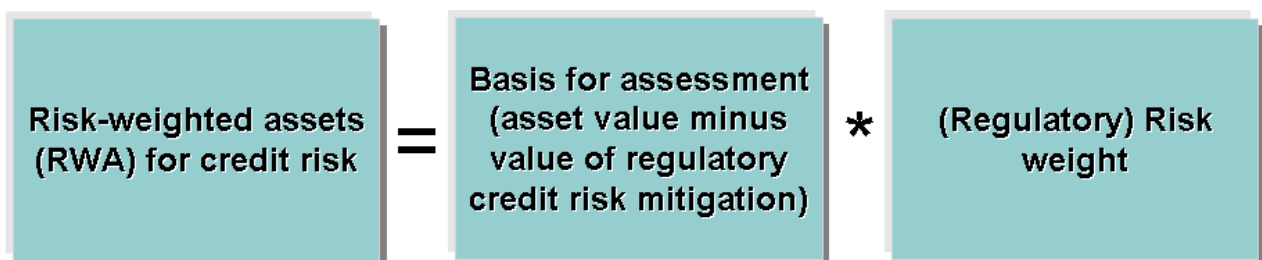 Risk-weighted assets
(RWA) for credit risk
=
Basis for assessment
(asset value minus
value of regulatory
credit risk mitigation)
*
(Regulatory) Risk
weight